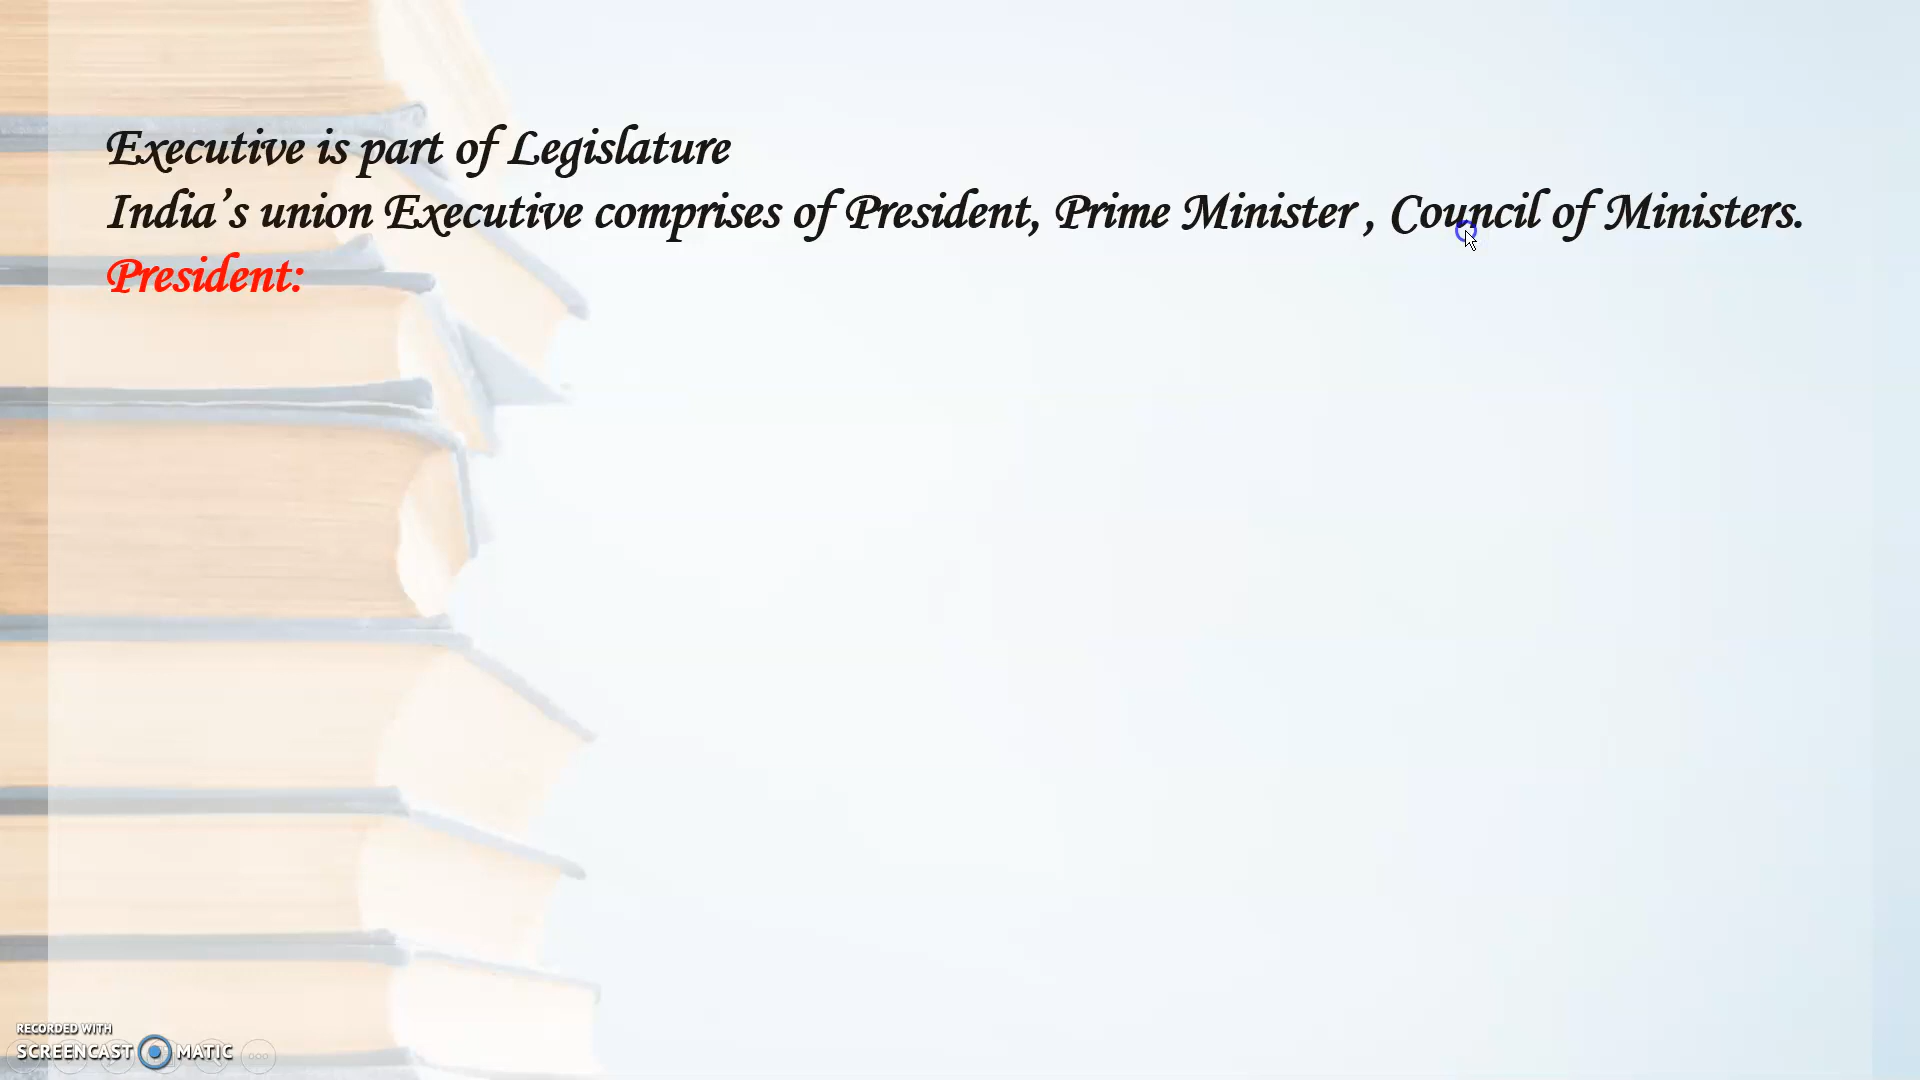 Executive is part of Legislature
India's union Executive comprises of President, Prime Minister , Council of Ministers.
President:
RECORDED WITH
SCREENCAST MATIC